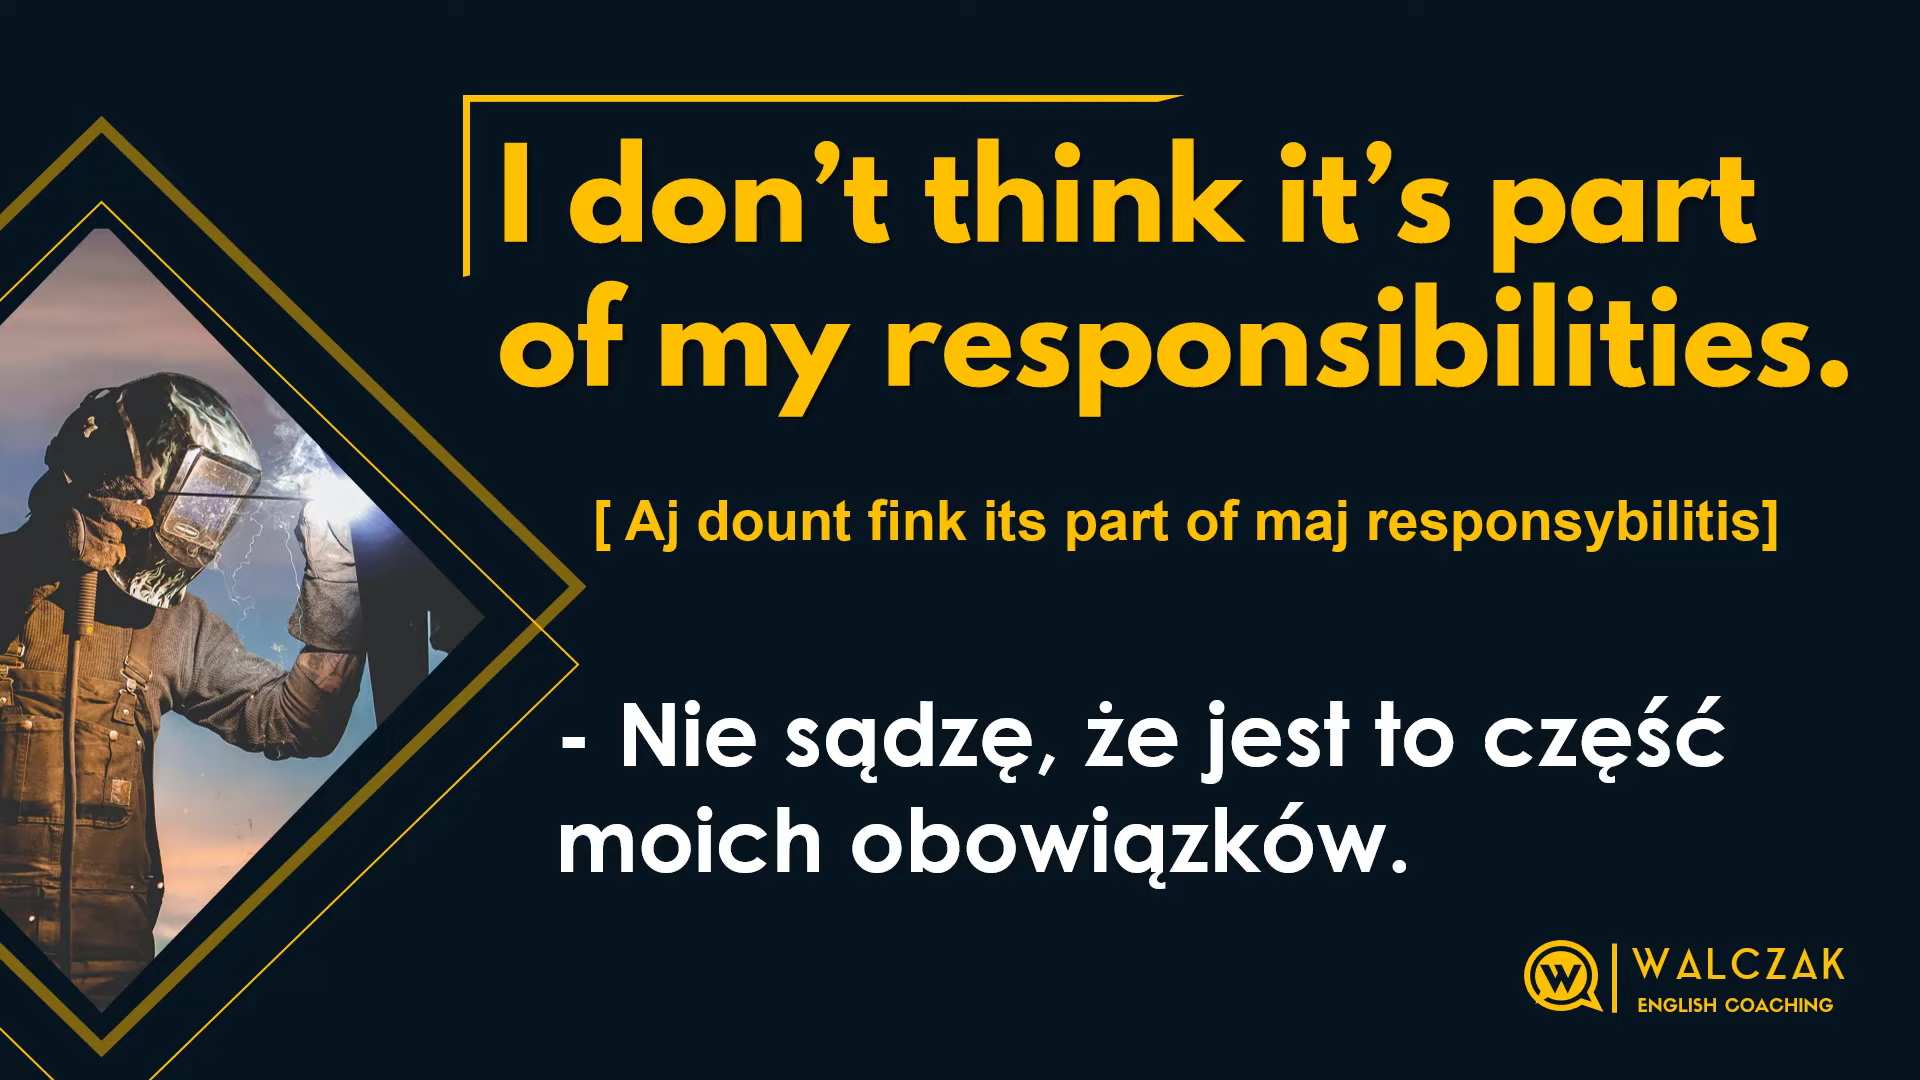 I don’t think it’s part
of my responsibilities.
[ Aj dount fink its part of maj responsybilitis]
- Nie sądzę, że jest to część
moich obowiązków.
W
WALCZAK
ENGLISH COACHING